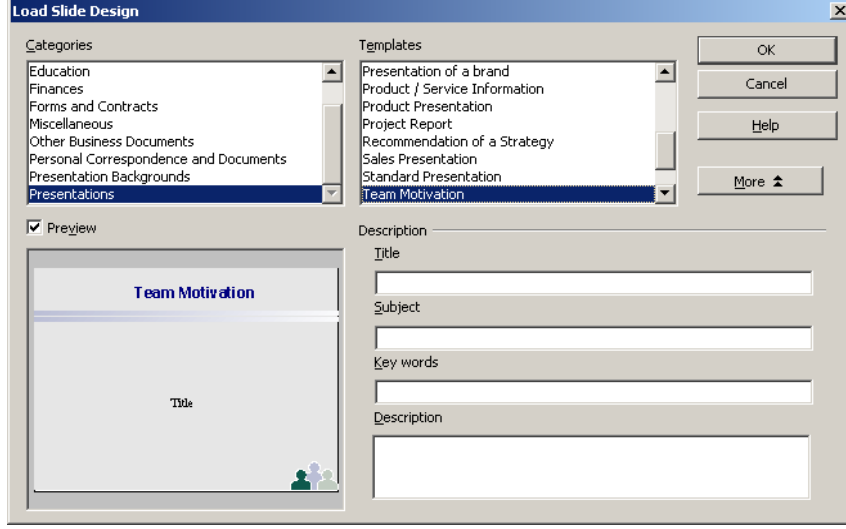 Load Slide Design
Categories
Education
Finances
Forms and Contracts
Miscellaneous
Other Business Documents
Personal Correspondence and Documents
Presentation Backgrounds
Presentations
Templates
Presentation of a brand
Product / Service Information
Product Presentation
Project Report
Recommendation of a Strategy
Sales Presentation
Standard Presentation
Team Motivation
OK
Cancel
Help
More
Preview
Team Motivation
Title
Description
Title
Subject
Key words
Description